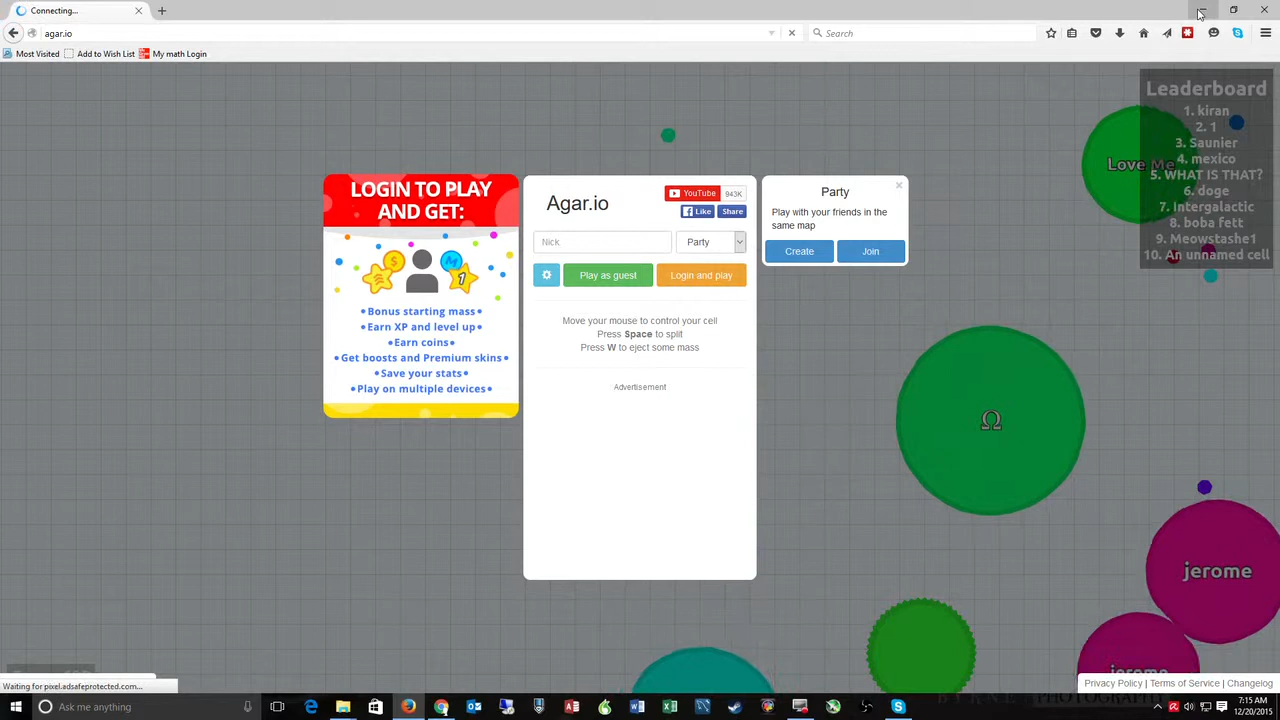 Connecting...
agar.io
Search
Most Visited
Add to Wish List
My math Login
Leaderboard
1. kiran
2. 1
3. Saunier
4. mexico
5. WHAT IS THAT?
6. doge
7. Intergalactic
8. boba fett
9. Meowstashe1
10. An unnamed cell
Love Me
LOGIN TO PLAY
AND GET:
•Bonus starting mass•
•Earn XP and level up•
•Earn coins•
•Get boosts and Premium skins•
•Save your stats•
•Play on multiple devices•
Agar.io
YouTube 943K
Like Share
Nick
Party
Play as guest
Login and play
Move your mouse to control your cell
Press Space to split
Press W to eject some mass
Advertisement
Party
Play with your friends in the
same map
Create Join
Ω
jerome
jerome
Privacy Policy | Terms of Service | Changelog
Waiting for pixel.adsafeprotected.com...
PHOTOGRAPHY
Ask me anything
7:15 AM
12/20/2015